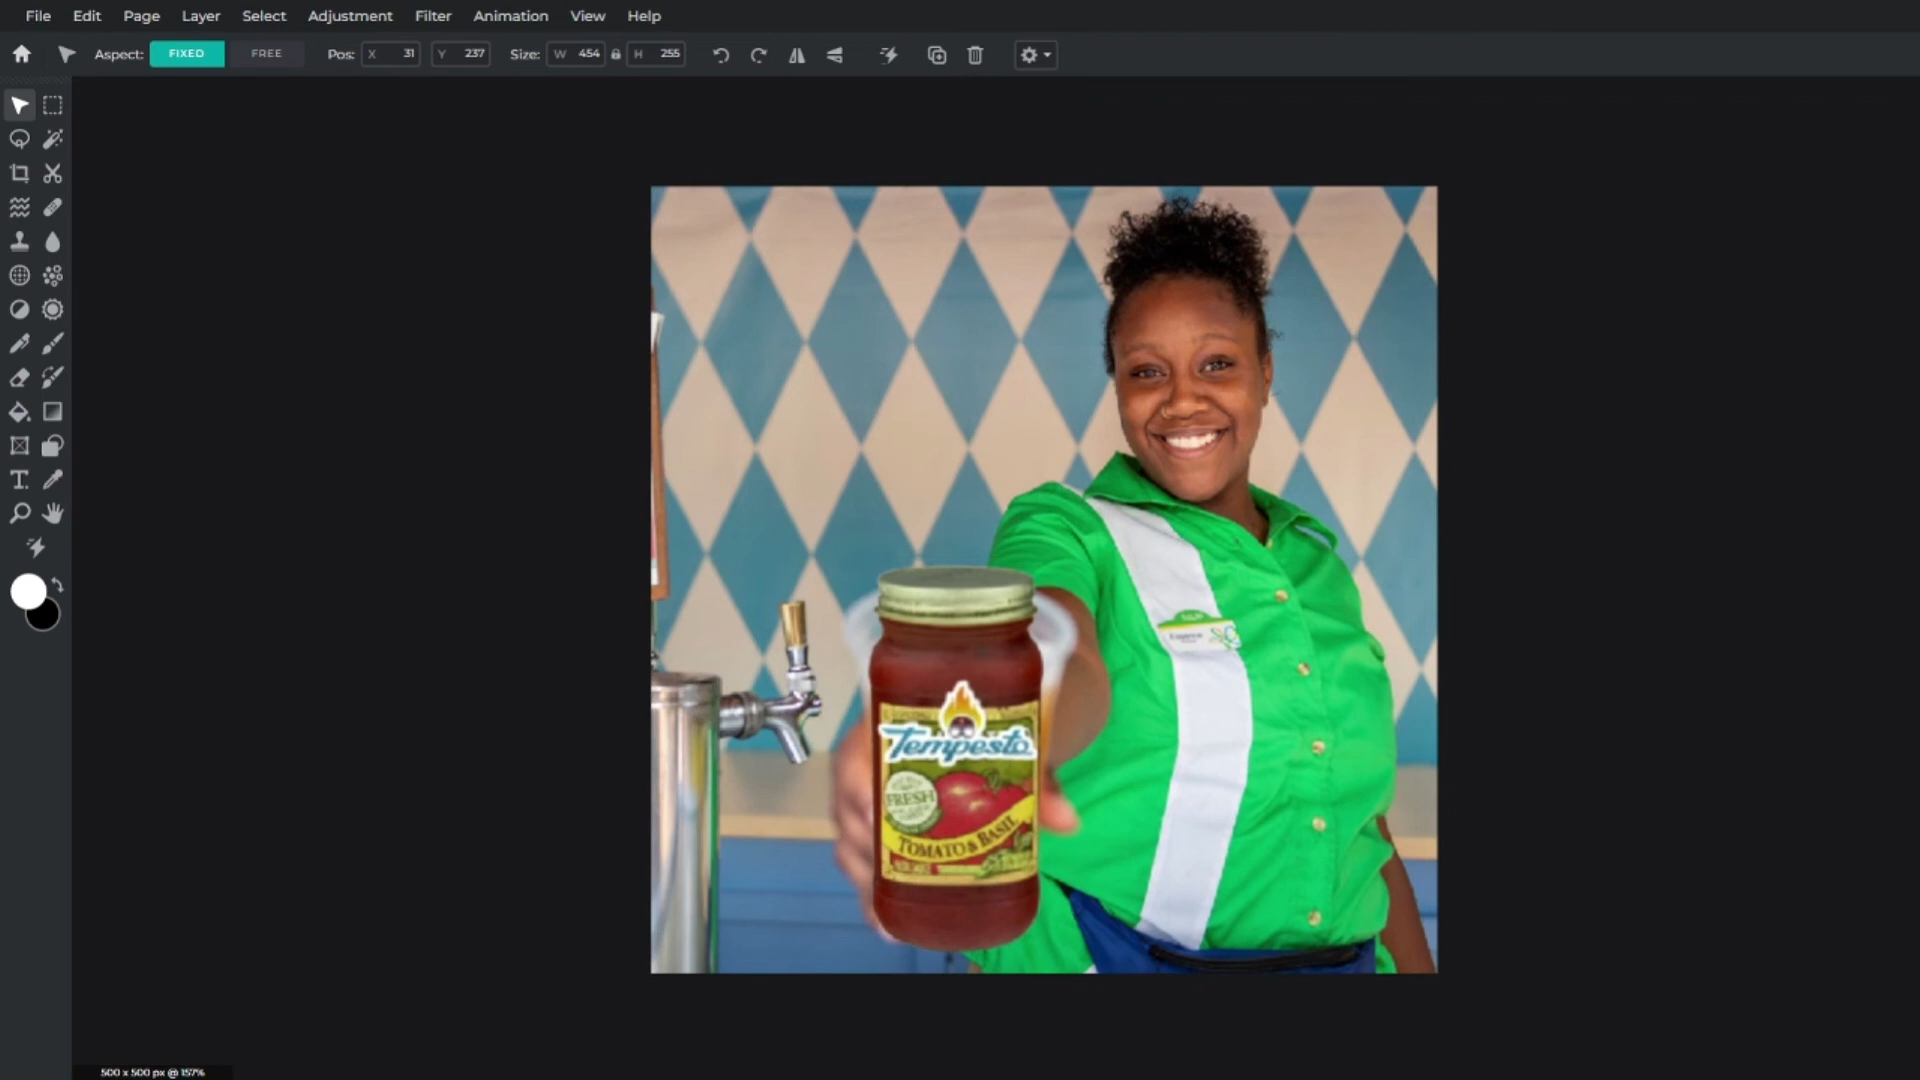 File Edit Page Layer Select Adjustment Filter Animation View Help
Aspect: FIXED FREE Pos: X 31 Y 237 Size: W 454 H 255
Tempesto
FRESH
TOMATO & BASIL
T
500 x 500 px @ 157%